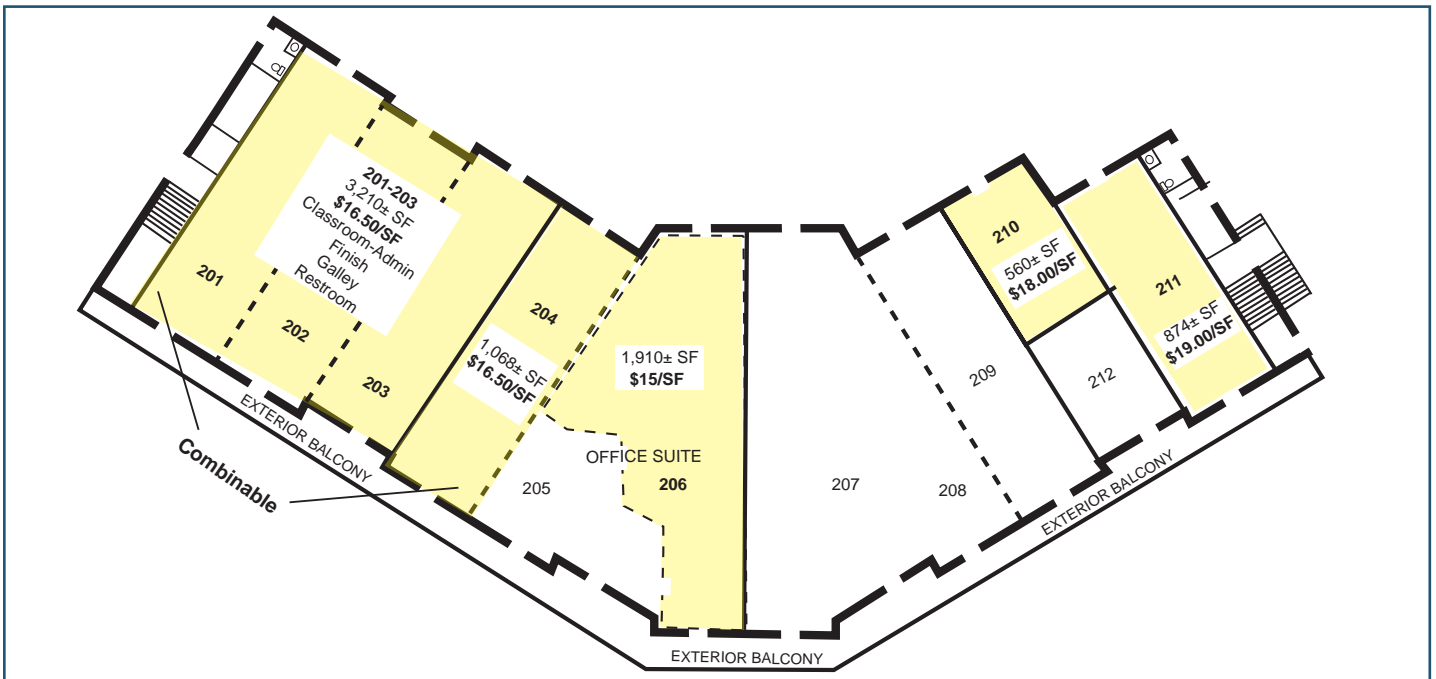 201-203
3,210± SF
$16.50/SF
Classroom-Admin
Finish
Galley
Restroom
201
202
203
204
1,068± SF
$16.50/SF
1,910± SF
$15/SF
OFFICE SUITE
205
206
207
208
209
210
560± SF
$18.00/SF
211
874± SF
$19.00/SF
212
EXTERIOR BALCONY
Combinable
EXTERIOR BALCONY
EXTERIOR BALCONY